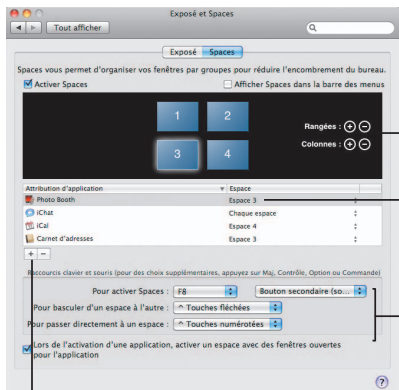 Exposé et Spaces
Tout afficher
Exposé Spaces
Spaces vous permet d'organiser vos fenêtres par groupes pour réduire l'encombrement du bureau.
Activer Spaces Afficher Spaces dans la barre des menus
1 2
Rangées :
Colonnes :
3 4
Attribution d'application Espace
Photo Booth Espace 3
iChat Chaque espace
iCal Espace 4
Carnet d'adresses Espace 3
+ −
Raccourcis clavier et souris (pour des choix supplémentaires, appuyez sur Maj, Contrôle, Option ou Commande)
Pour activer Spaces : F8 Bouton secondaire (so...
Pour basculer d'un espace à l'autre : ^ Touches fléchées
Pour passer directement à un espace : ^ Touches numérotées
Lors de l'activation d'une application, activer un espace avec des fenêtres ouvertes
pour l'application
?